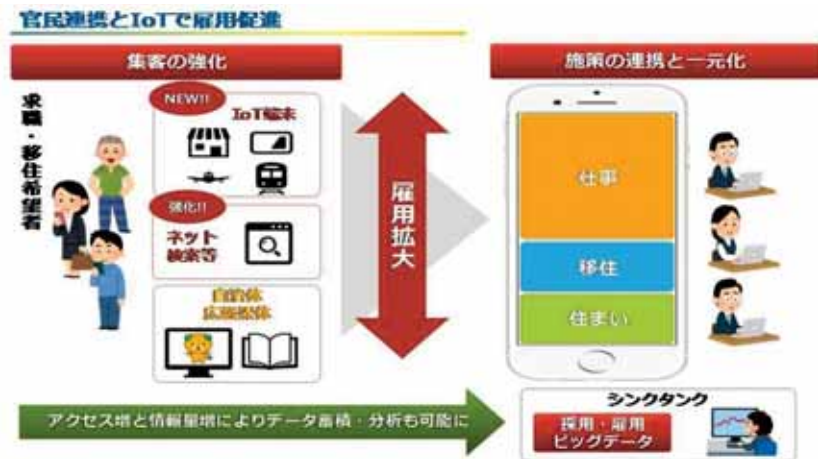 官民連携とIoTで雇用促進
集客の強化
施策の連携と一元化
求職・移住希望者
NEW!!
IoT端末
強化!!
ネット
検索等
自治体
広報媒体
雇用拡大
仕事
移住
住まい
アクセス増と情報量増によりデータ蓄積・分析も可能に
シンクタンク
採用・雇用
ビッグデータ